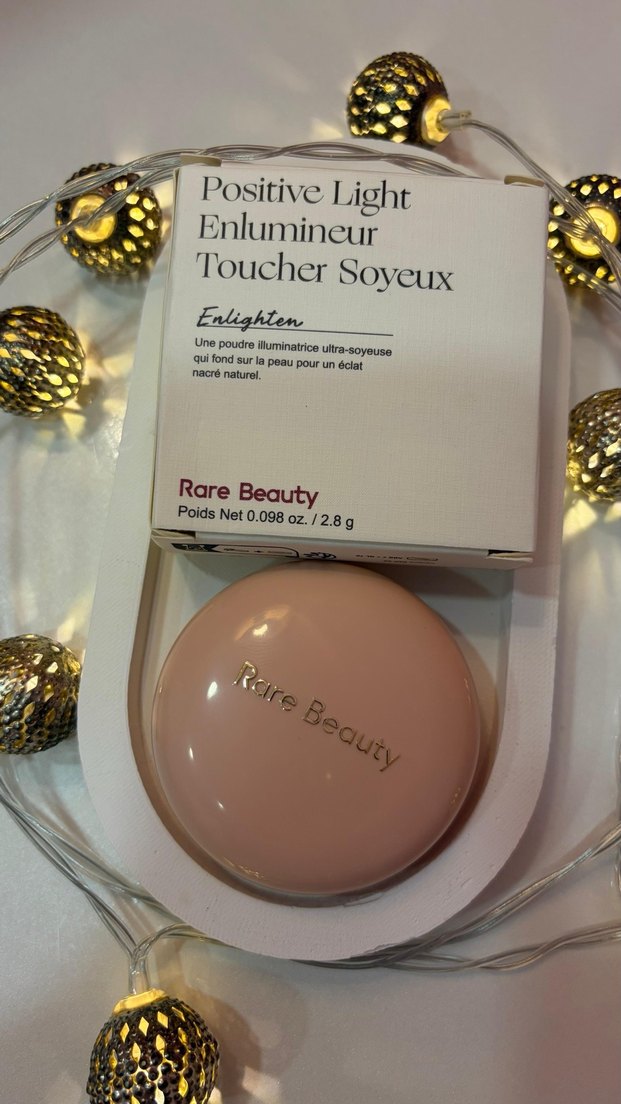 Positive Light
Enlumineur
Toucher Soyeux
Enlighten
Une poudre illuminatrice ultra-soyeuse
qui fond sur la peau pour un éclat
nacré naturel.
Rare Beauty
Poids Net 0.098 oz. / 2.8 g
Rare Beauty